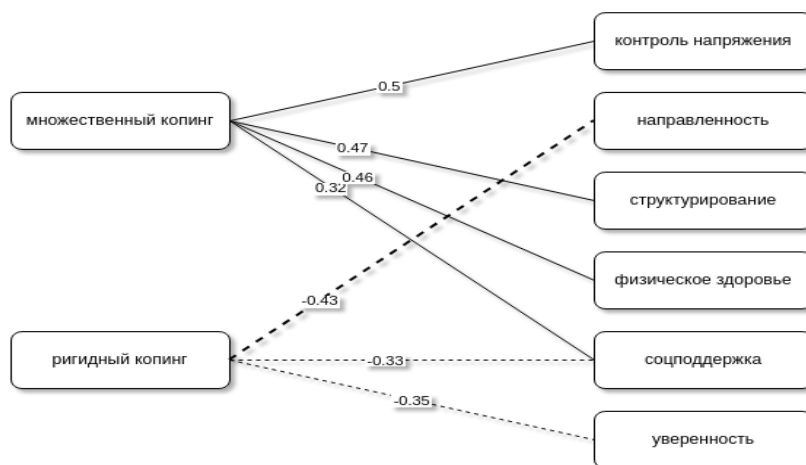 контроль напряжения
0.5
множественный копинг
направленность
0.47
0.46
0.32
структурирование
физическое здоровье
-0.43
ригидный копинг
-0.33
соцподдержка
-0.35
уверенность